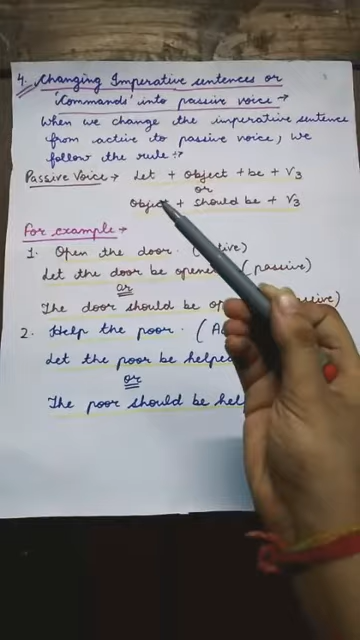 4. Changing Imperative sentences or
'Commands' into passive voice →
When we change the imperative sentence
from active to passive voice, we
follow the rule :→
Passive Voice → Let + Object + be + V3
or
Object + should be + V3
For example →
1. Open the door. (
Let the door be (passive)
or
The door should be
2. Help the poor. (
Let the poor be helped
or
The poor should be